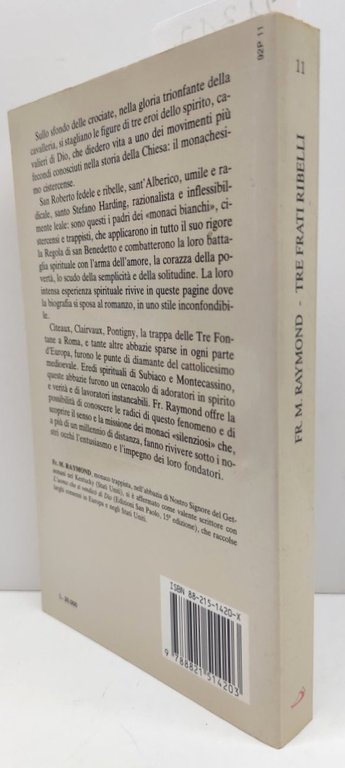 92P 11
Sullo sfondo delle crociate, nella gloria trionfante della
cavalleria, si stagliano le figure di tre eroi dello spirito, ca-
valieri di Dio, che diedero vita a uno dei movimenti più
fecondi conosciuti nella storia della Chiesa: il monachesi-
mo cistercense.
San Roberto fedele e ribelle, sant'Alberico, umile e ra-
dicale, santo Stefano Harding, razionalista e inflessibil-
mente leale: sono questi i padri dei «monaci bianchi», ci-
stercensi e trappisti, che applicarono in tutto il suo rigore
la Regola di san Benedetto e combatterono la loro batta-
glia spirituale con l'arma dell'amore, la corazza della po-
vertà, lo scudo della semplicità e della solitudine. La loro
intensa esperienza spirituale rivive in queste pagine dove
la biografia si sposa al romanzo, in uno stile inconfondi-
bile.
Citeaux, Clairvaux, Pontigny, la trappa delle Tre Fon-
tane a Roma, e tante altre abbazie sparse in ogni parte
d'Europa, furono le punte di diamante del cattolicesimo
medioevale. Eredi spirituali di Subiaco e Montecassino,
queste abbazie furono un cenacolo di adoratori in spirito
e verità e di lavoratori instancabili. Fr. Raymond offre la
possibilità di conoscere le radici di questo fenomeno e di
scoprire il senso e la missione dei monaci «silenziosi» che,
a più di un millennio di distanza, fanno rivivere sotto i no-
stri occhi l'entusiasmo e l'impegno dei loro fondatori.
Fr. M. RAYMOND, monaco trappista, nell'abbazia di Nostro Signore del Get-
semani nel Kentucky (Stati Uniti), si è affermato come valente scrittore con
L'uomo che si vendicò di Dio (Edizioni San Paolo, 15ª edizione), che raccolse
larghi consensi in Europa e negli Stati Uniti.
ISBN 88-215-1420-X
9 788821 514203
11
FR. M. RAYMOND - TRE FRATI RIBELLI